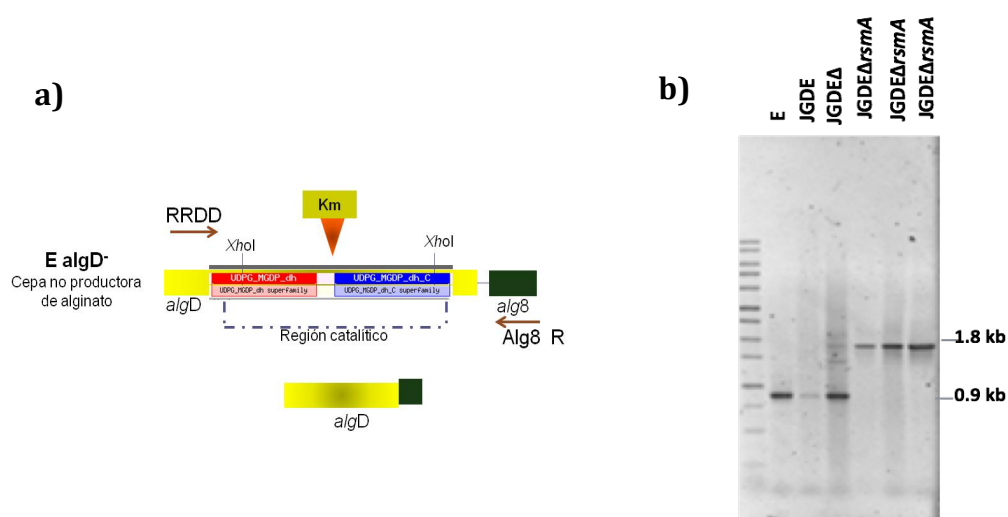 a)
Km
RRDD
XhoI
XhoI
E algD-
Cepa no productora
de alginato
UDPG_MGDP_dh
UDPG_MGDP_dh_C
UDPG_MGDP_dh superfamily
UDPG_MGDP_dh_C superfamily
algD
alg8
Región catalítico
Alg8 R
algD
b)
E
JGDE
JGDEΔ
JGDEΔrsmA
JGDEΔrsmA
JGDEΔrsmA
1.8 kb
0.9 kb